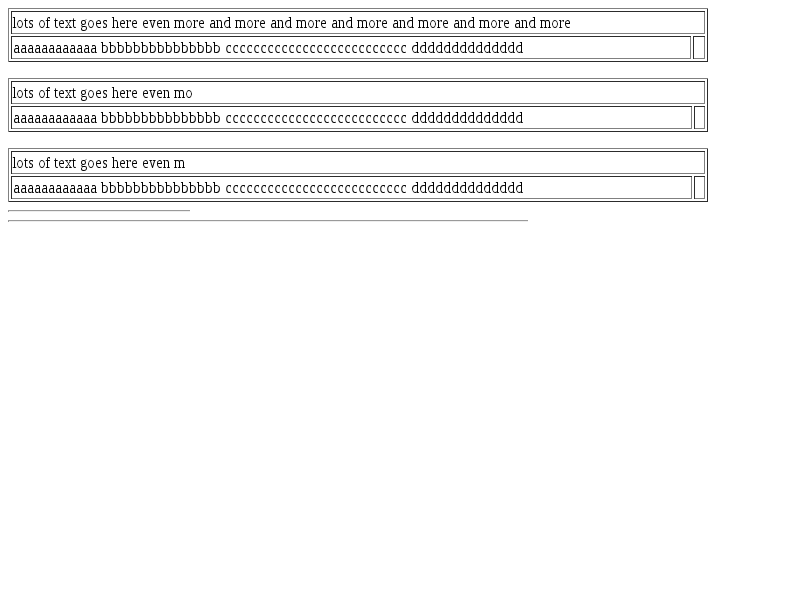 lots of text goes here even more and more and more and more and more and more and more
aaaaaaaaaaaa bbbbbbbbbbbbbbb cccccccccccccccccccccccccc dddddddddddddd
lots of text goes here even mo
aaaaaaaaaaaa bbbbbbbbbbbbbbb cccccccccccccccccccccccccc dddddddddddddd
lots of text goes here even m
aaaaaaaaaaaa bbbbbbbbbbbbbbb cccccccccccccccccccccccccc dddddddddddddd